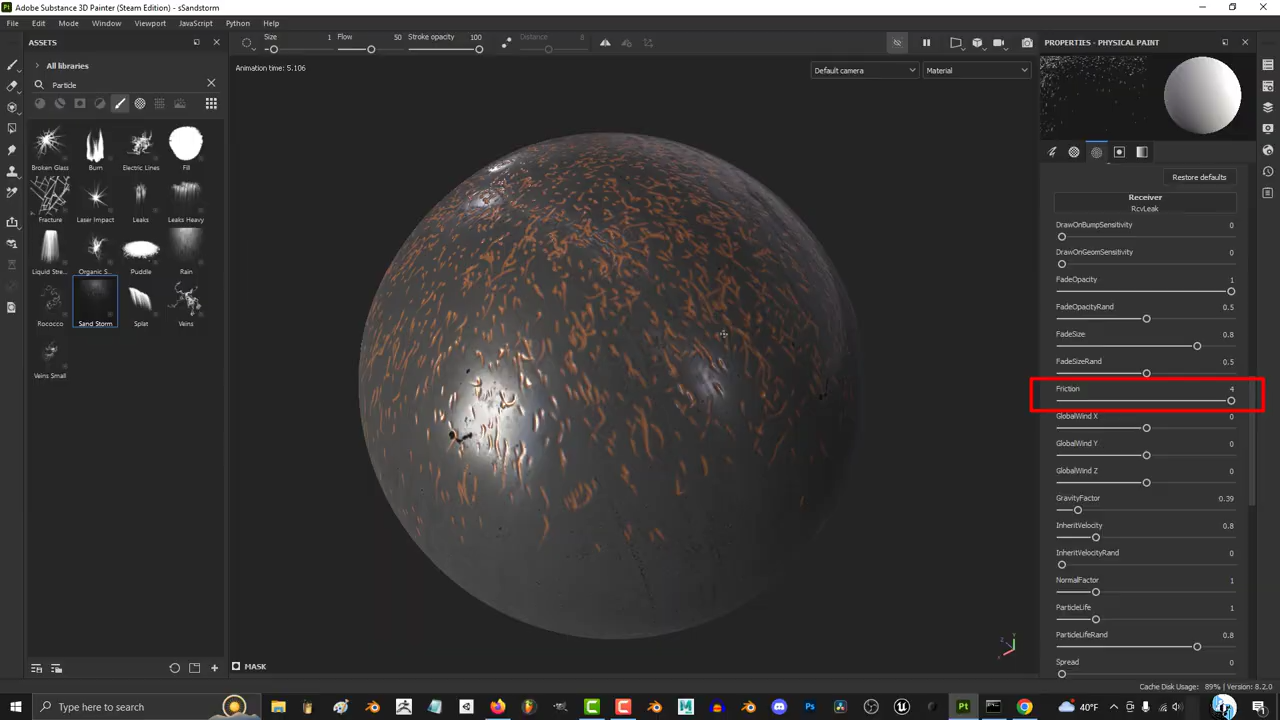 Adobe Substance 3D Painter (Steam Edition) - sSandstorm
File Edit Mode Window Viewport JavaScript Python Help
ASSETS
All libraries
Particle
Broken Glass Burn Electric Lines Fill
Fracture Laser Impact Leaks Leaks Heavy
Liquid Stre... Organic S... Puddle Rain
Rococco Sand Storm Splat Veins
Veins Small
Size 1 Flow 50 Stroke opacity 100 Distance 8
Animation time: 5.106
Default camera Material
MASK
PROPERTIES - PHYSICAL PAINT
Restore defaults
Receiver
RcvLeak
DrawOnBumpSensitivity 0
DrawOnGeomSensitivity 0
FadeOpacity 1
FadeOpacityRand 0.5
FadeSize 0.8
FadeSizeRand 0.5
Friction 4
GlobalWind X 0
GlobalWind Y 0
GlobalWind Z 0
GravityFactor 0.39
InheritVelocity 0.8
InheritVelocityRand 0
NormalFactor 1
ParticleLife 1
ParticleLifeRand 0.8
Spread 0
Cache Disk Usage: 89% | Version: 8.2.0
Type here to search
40°F